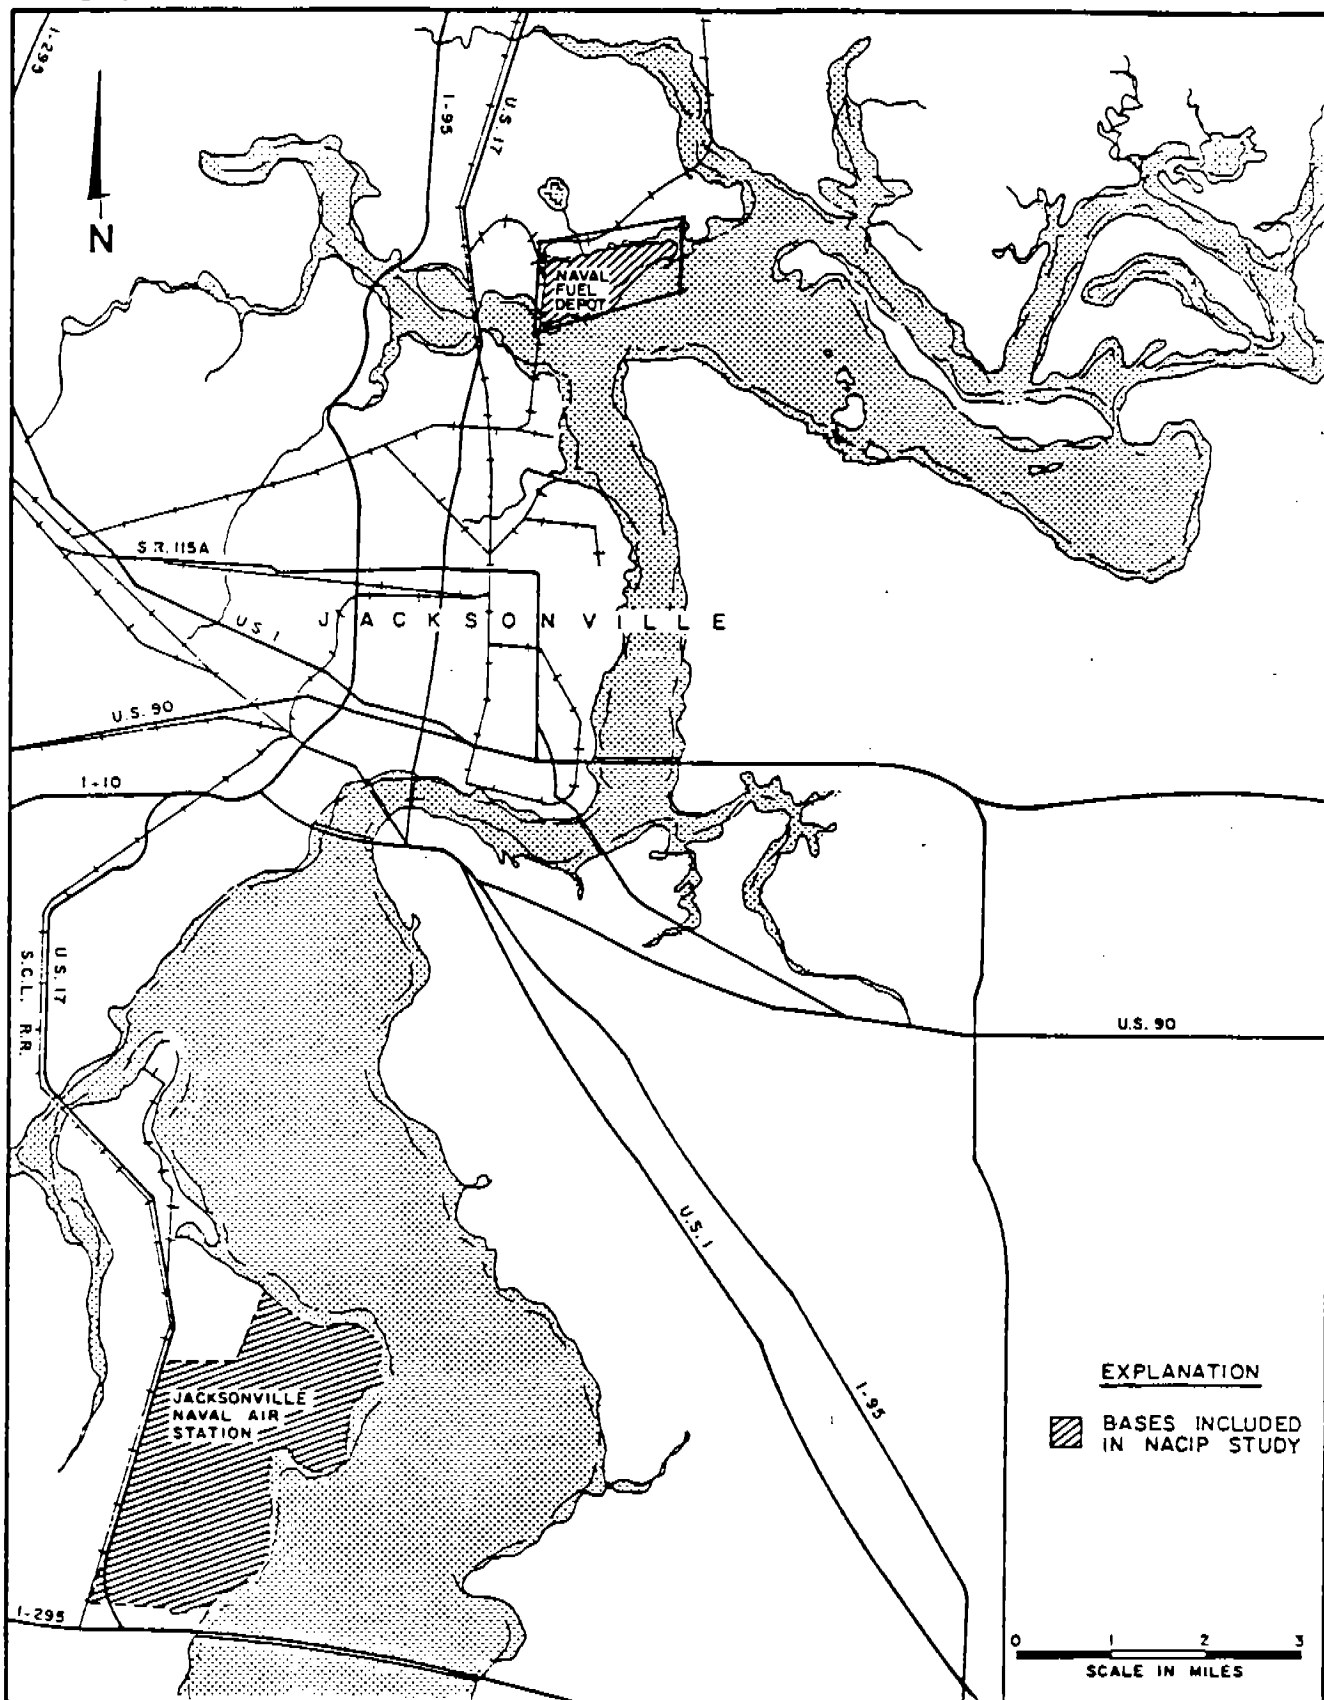 I-295
I-95
U.S. 17
N
NAVAL
FUEL
DEPOT
S.R. 115A
JACKSONVILLE
US 1
U.S. 90
I-10
U.S. 17
S.C.L. R.R.
U.S. 90
U.S. 1
I-95
JACKSONVILLE
NAVAL AIR
STATION
I-295
EXPLANATION
BASES INCLUDED
IN NACIP STUDY
0 1 2 3
SCALE IN MILES